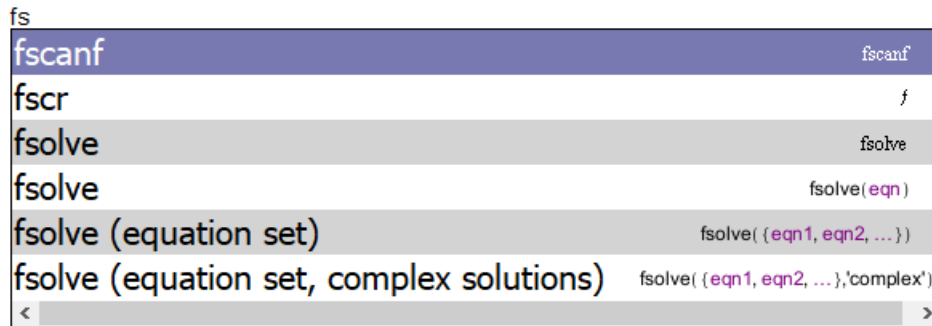 fs
fscanf fscanf
fscr 𝒻
fsolve fsolve
fsolve fsolve(eqn)
fsolve (equation set) fsolve( {eqn1, eqn2, ...})
fsolve (equation set, complex solutions) fsolve( {eqn1, eqn2, ... },'complex')